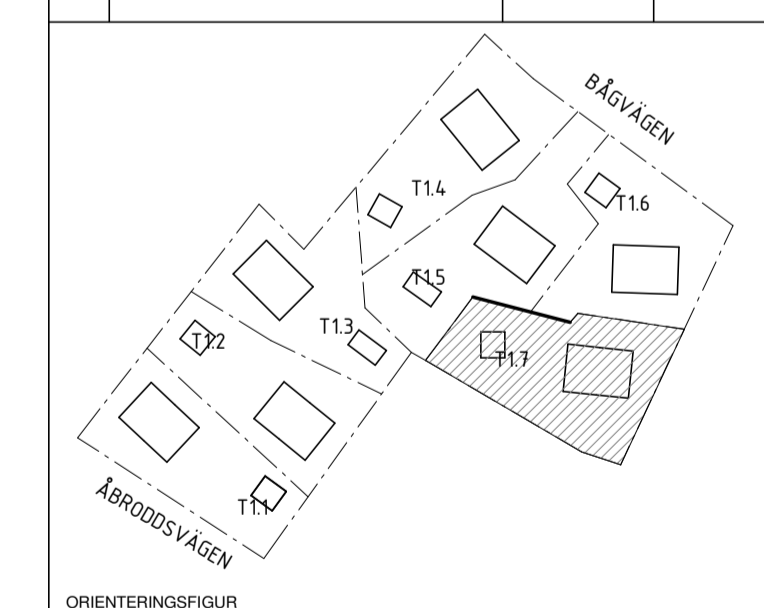 BÅGVÄGEN
T1.4
T1.6
T1.5
T1.3
T1.2
T1.7
T1.1
ÅBRODDSVÄGEN
ORIENTERINGSFIGUR